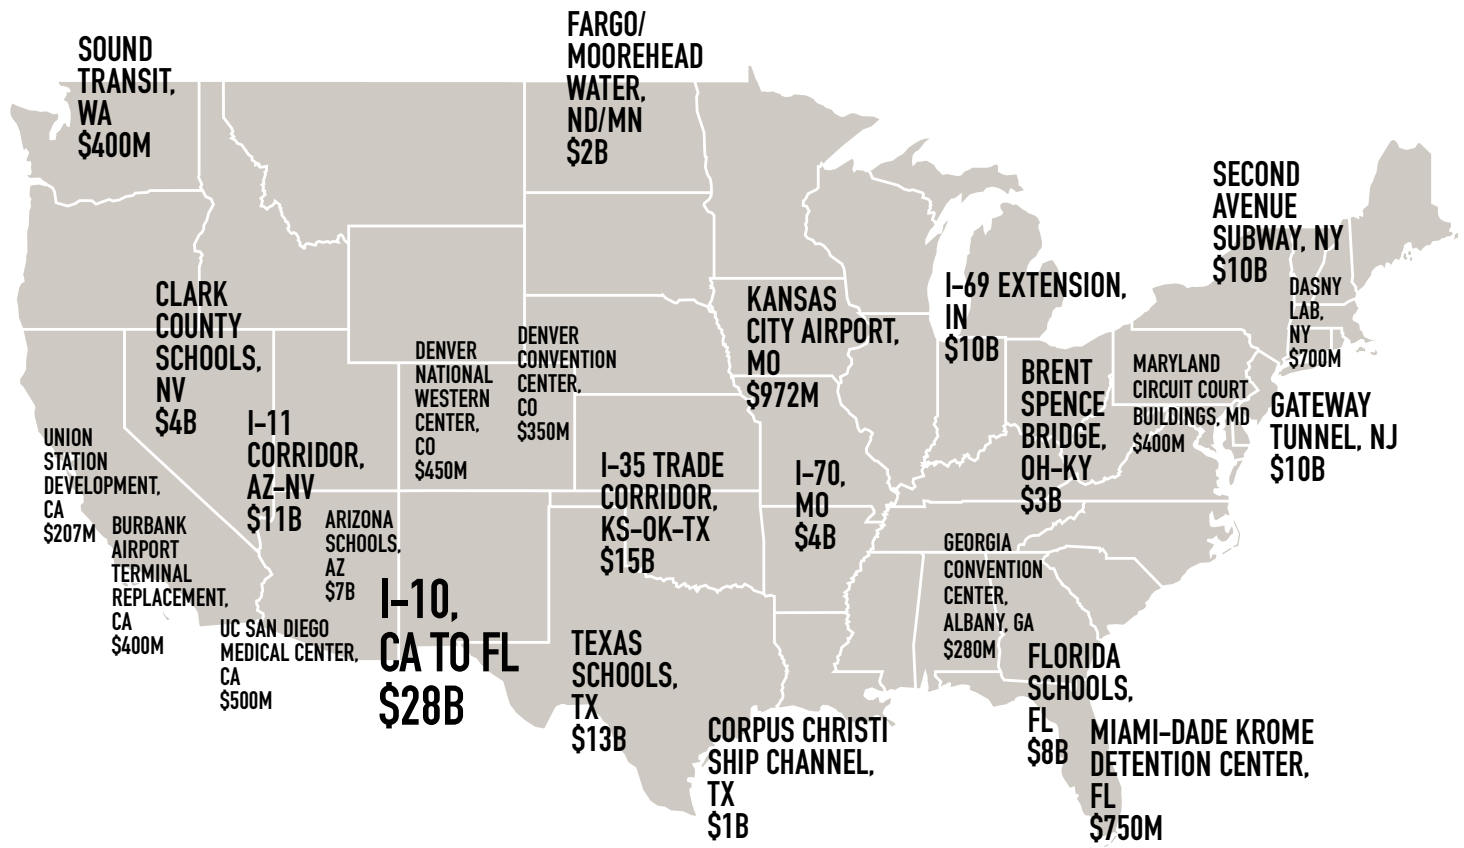 SOUND
TRANSIT,
WA
$400M
FARGO/
MOOREHEAD
WATER,
ND/MN
$2B
SECOND
AVENUE
SUBWAY, NY
$10B
DASNY
LAB,
NY
$700M
CLARK
COUNTY
SCHOOLS,
NV
$4B
I-11
CORRIDOR,
AZ-NV
$11B
DENVER
NATIONAL
WESTERN
CENTER,
CO
$450M
DENVER
CONVENTION
CENTER,
CO
$350M
KANSAS
CITY AIRPORT,
MO
$972M
I-69 EXTENSION,
IN
$10B
BRENT
SPENCE
BRIDGE,
OH-KY
$3B
MARYLAND
CIRCUIT COURT
BUILDINGS, MD
$400M
GATEWAY
TUNNEL, NJ
$10B
UNION
STATION
DEVELOPMENT,
CA
$207M
BURBANK
AIRPORT
TERMINAL
REPLACEMENT,
CA
$400M
UC SAN DIEGO
MEDICAL CENTER,
CA
$500M
ARIZONA
SCHOOLS,
AZ
$7B
I-10,
CA TO FL
$28B
I-35 TRADE
CORRIDOR,
KS-OK-TX
$15B
I-70,
MO
$4B
TEXAS
SCHOOLS,
TX
$13B
CORPUS CHRISTI
SHIP CHANNEL,
TX
$1B
GEORGIA
CONVENTION
CENTER,
ALBANY, GA
$280M
FLORIDA
SCHOOLS,
FL
$8B
MIAMI-DADE KROME
DETENTION CENTER,
FL
$750M